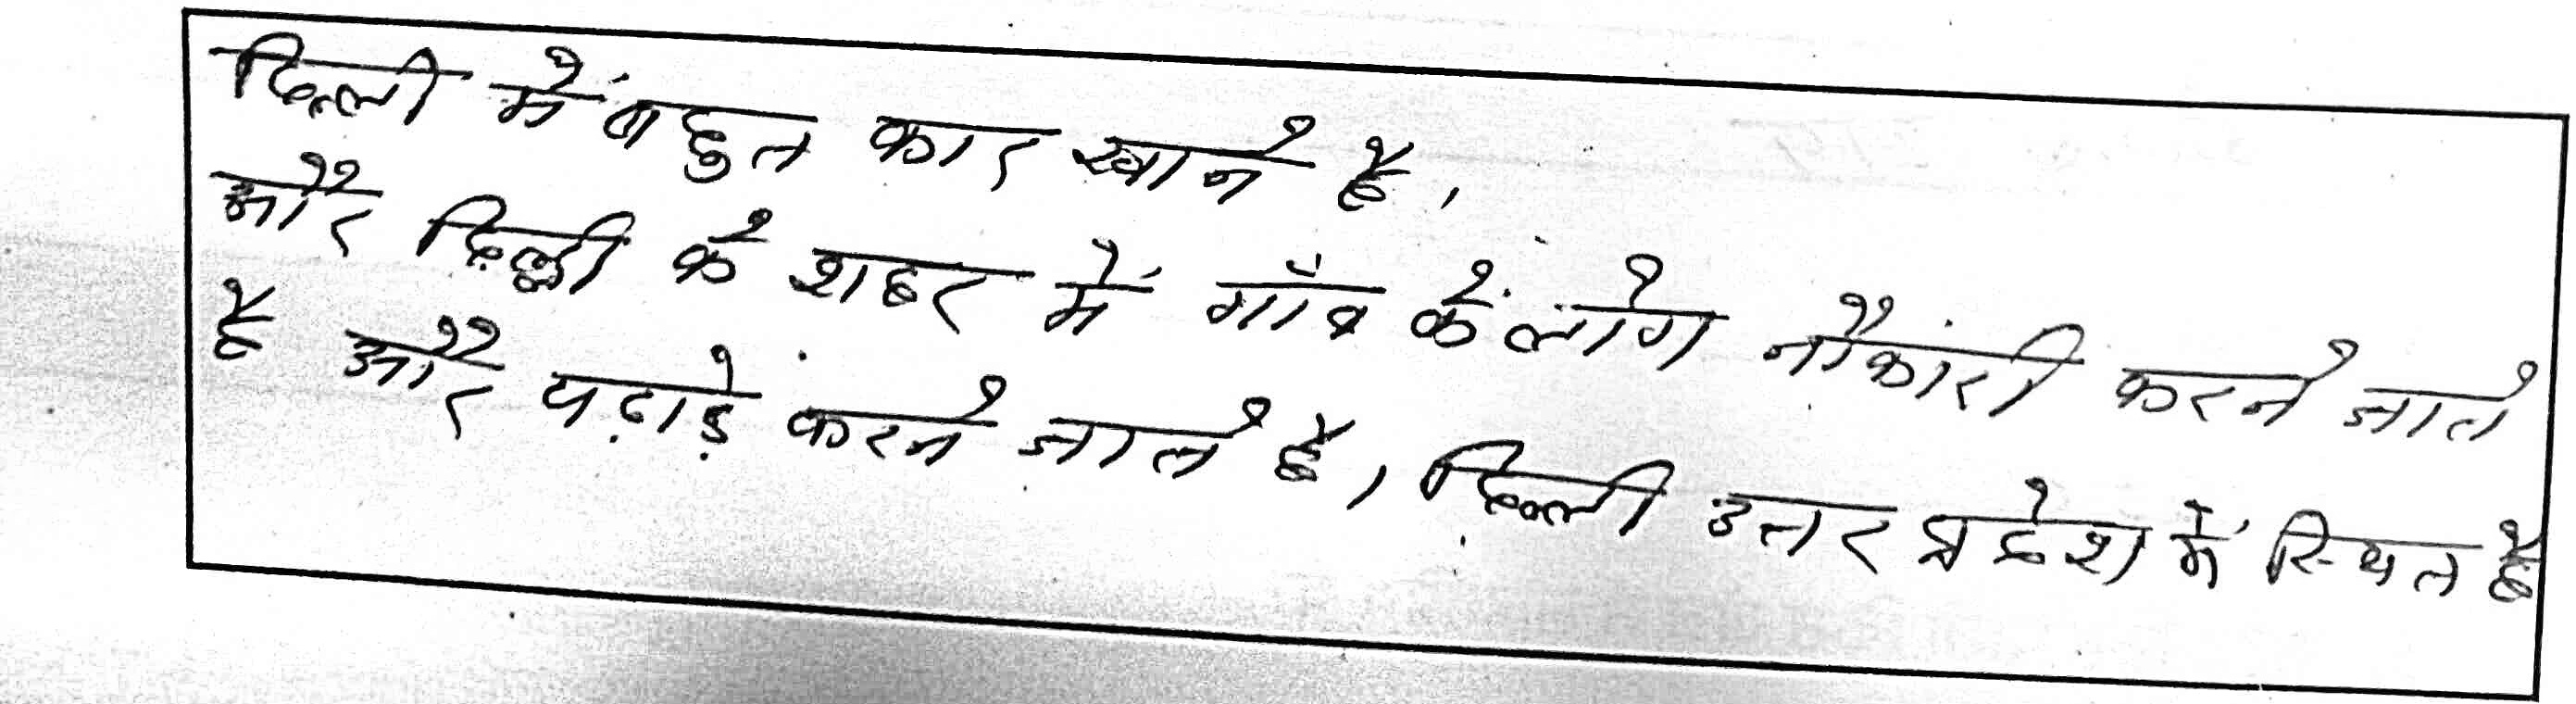 दिल्ली में बहुत कार खाने है,
और दिल्ली के शहर में गाँव के लोग नौकारी करने जाते
है और पढ़ाड़े करने जाते है, दिल्ली उत्तर प्रदेश में स्थित है